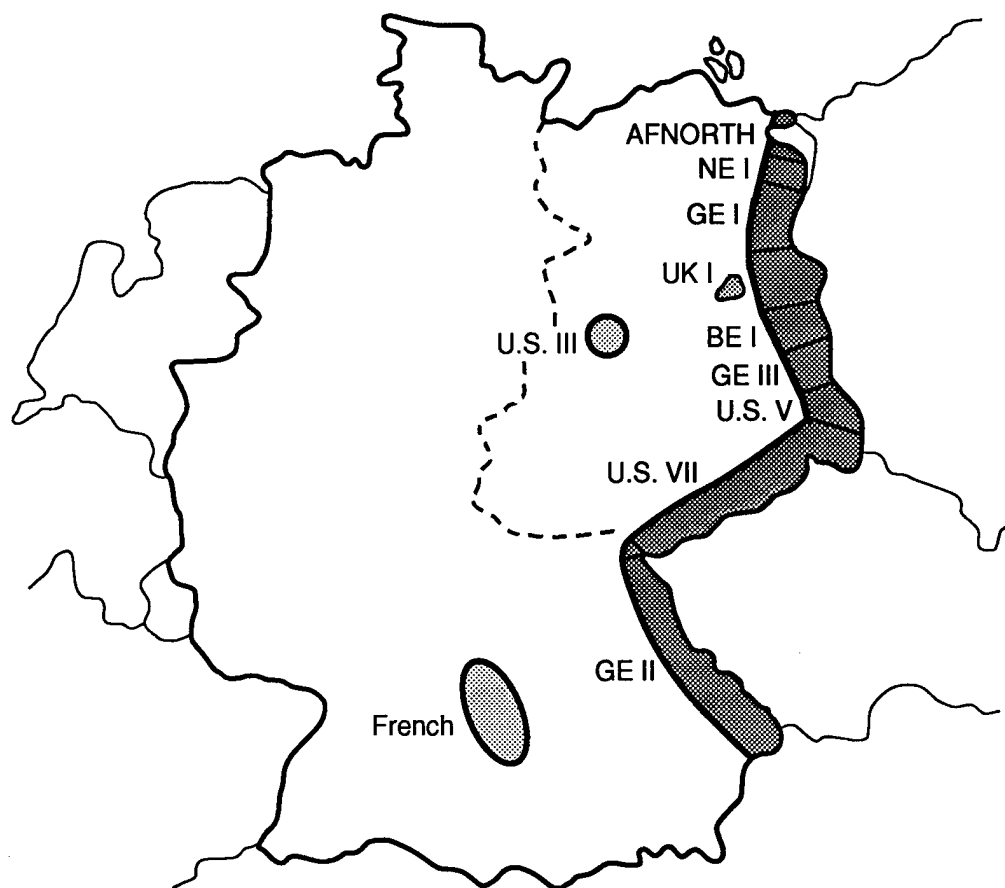 AFNORTH
NE I
GE I
UK I
U.S. III
BE I
GE III
U.S. V
U.S. VII
GE II
French